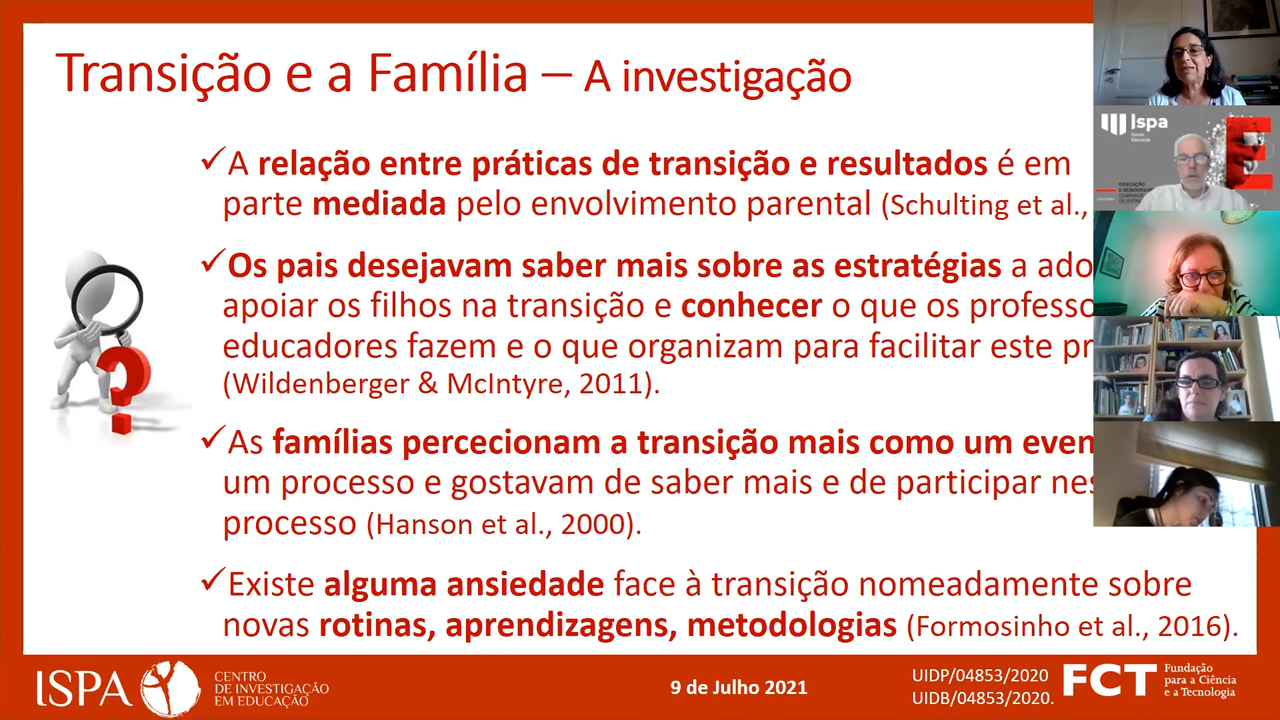 Transição e a Família – A investigação
✓A relação entre práticas de transição e resultados é em
parte mediada pelo envolvimento parental (Schulting et al.,
✓Os pais desejavam saber mais sobre as estratégias a
apoiar os filhos na transição e conhecer o que os
educadores fazem e o que organizam para facilitar este
(Wildenberger & McIntyre, 2011).
✓As famílias percecionam a transição mais como um
um processo e gostavam de saber mais e de participar
processo (Hanson et al., 2000).
✓Existe alguma ansiedade face à transição nomeadamente sobre
novas rotinas, aprendizagens, metodologias (Formosinho et al., 2016).
Ispa
E
ISPA
CENTRO
DE INVESTIGAÇÃO
EM EDUCAÇÃO
9 de Julho 2021
UIDP/04853/2020
UIDB/04853/2020.
FCT
Fundação
para a Ciência
e a Tecnologia